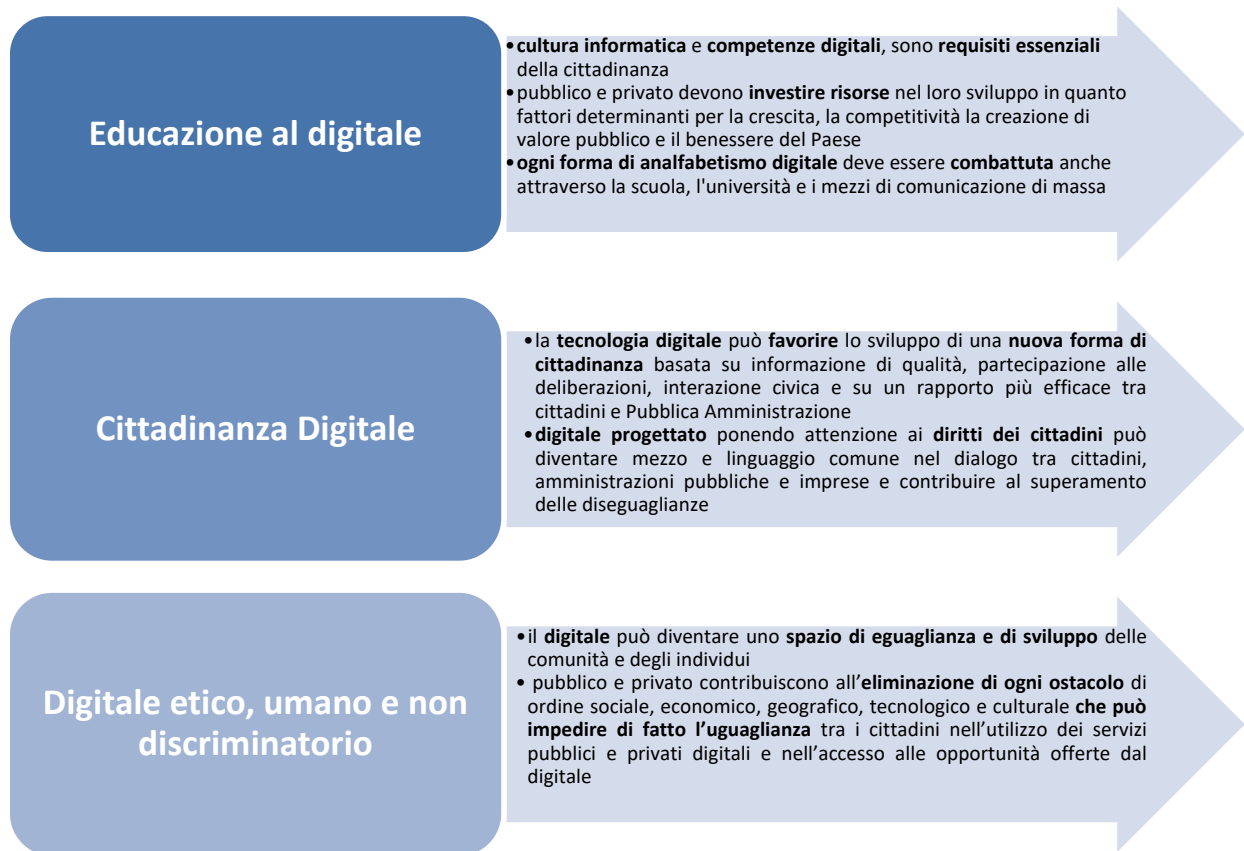 Educazione al digitale
•cultura informatica e competenze digitali, sono requisiti essenziali
della cittadinanza
•pubblico e privato devono investire risorse nel loro sviluppo in quanto
fattori determinanti per la crescita, la competitività la creazione di
valore pubblico e il benessere del Paese
•ogni forma di analfabetismo digitale deve essere combattuta anche
attraverso la scuola, l'università e i mezzi di comunicazione di massa
Cittadinanza Digitale
•la tecnologia digitale può favorire lo sviluppo di una nuova forma di
cittadinanza basata su informazione di qualità, partecipazione alle
deliberazioni, interazione civica e su un rapporto più efficace tra
cittadini e Pubblica Amministrazione
•digitale progettato ponendo attenzione ai diritti dei cittadini può
diventare mezzo e linguaggio comune nel dialogo tra cittadini,
amministrazioni pubbliche e imprese e contribuire al superamento
delle diseguaglianze
Digitale etico, umano e non
discriminatorio
•il digitale può diventare uno spazio di eguaglianza e di sviluppo delle
comunità e degli individui
• pubblico e privato contribuiscono all’eliminazione di ogni ostacolo di
ordine sociale, economico, geografico, tecnologico e culturale che può
impedire di fatto l’uguaglianza tra i cittadini nell’utilizzo dei servizi
pubblici e privati digitali e nell’accesso alle opportunità offerte dal
digitale